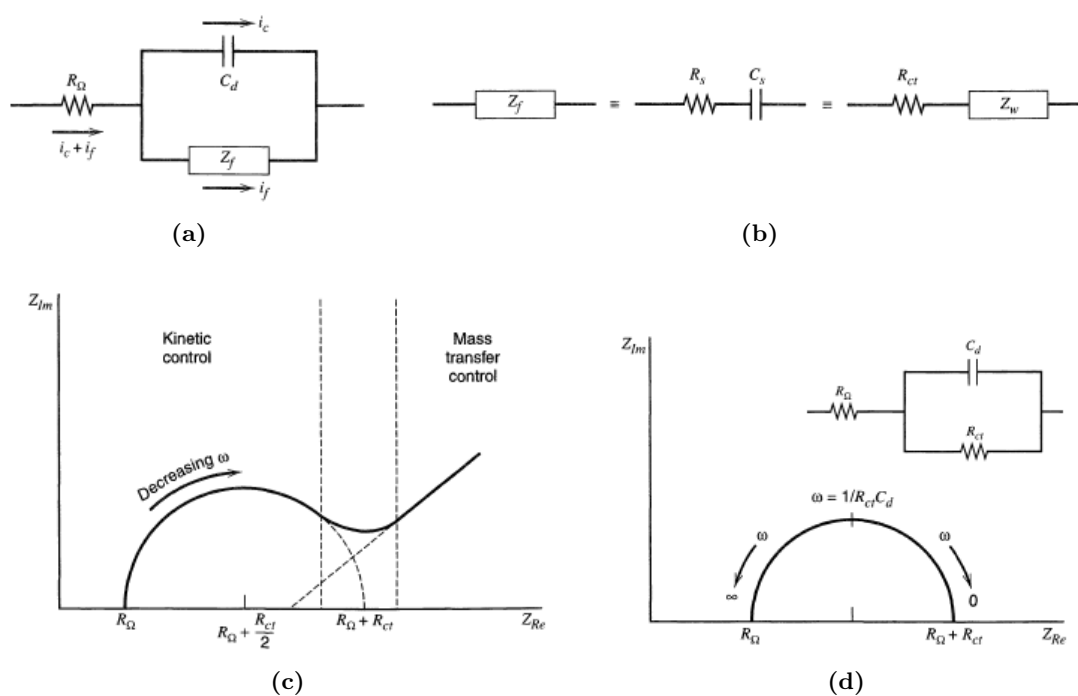 i_c
R_Ω
C_d
i_c + i_f
Z_f
i_f
(a)
Z_f ≡ R_s C_s ≡ R_ct Z_w
(b)
Z_Im
Kinetic control
Mass transfer control
Decreasing ω
R_Ω
R_Ω + R_ct/2
R_Ω + R_ct
Z_Re
(c)
Z_Im
C_d
R_Ω
R_ct
ω = 1/R_ctC_d
ω
ω
∞
0
R_Ω
R_Ω + R_ct
Z_Re
(d)